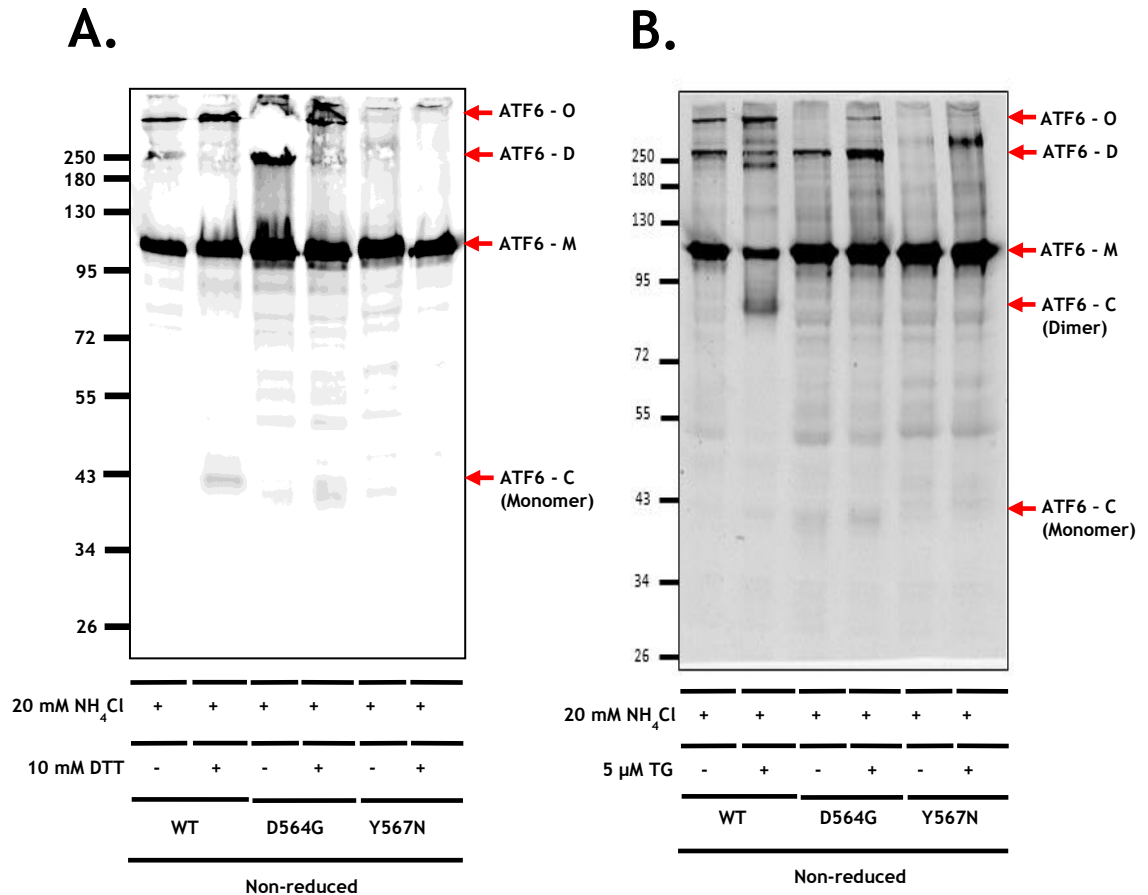 A.
250
180
130
95
72
55
43
34
26
ATF6 - O
ATF6 - D
ATF6 - M
ATF6 - C
(Monomer)
20 mM NH4Cl + + + + + +
10 mM DTT - + - + - +
WT D564G Y567N
Non-reduced
B.
250
180
130
95
72
55
43
34
26
ATF6 - O
ATF6 - D
ATF6 - M
ATF6 - C
(Dimer)
ATF6 - C
(Monomer)
20 mM NH4Cl + + + + + +
5 µM TG - + - + - +
WT D564G Y567N
Non-reduced